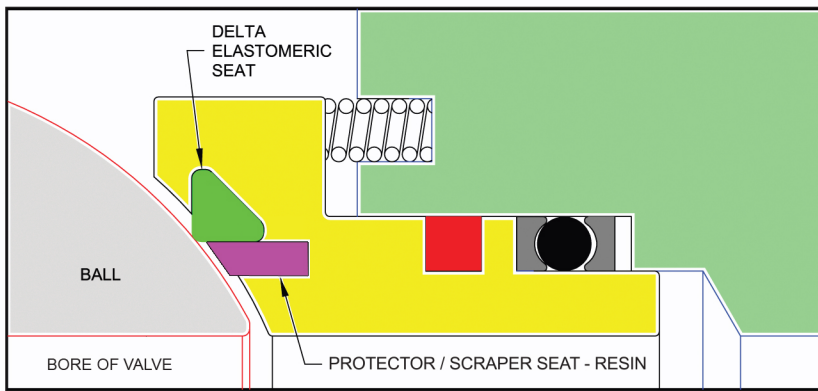 DELTA
ELASTOMERIC
SEAT
BALL
BORE OF VALVE
PROTECTOR / SCRAPER SEAT - RESIN